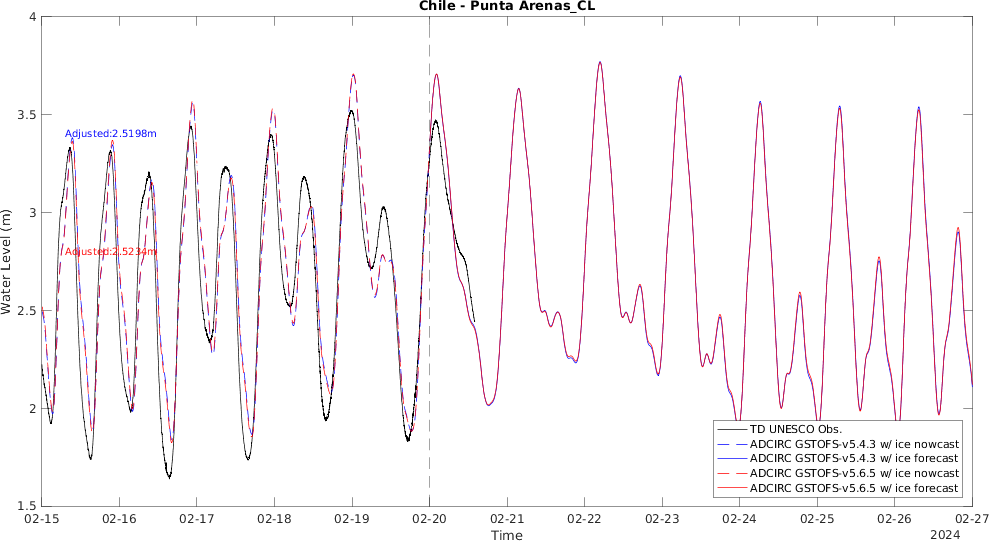 Chile - Punta Arenas_CL
4
3.5
3
2.5
2
1.5
Water Level (m)
Adjusted:2.5198m
Adjusted:2.5234m
TD UNESCO Obs.
ADCIRC GSTOFS-v5.4.3 w/ ice nowcast
ADCIRC GSTOFS-v5.4.3 w/ ice forecast
ADCIRC GSTOFS-v5.6.5 w/ ice nowcast
ADCIRC GSTOFS-v5.6.5 w/ ice forecast
02-15 02-16 02-17 02-18 02-19 02-20 02-21 02-22 02-23 02-24 02-25 02-26 02-27
Time
2024